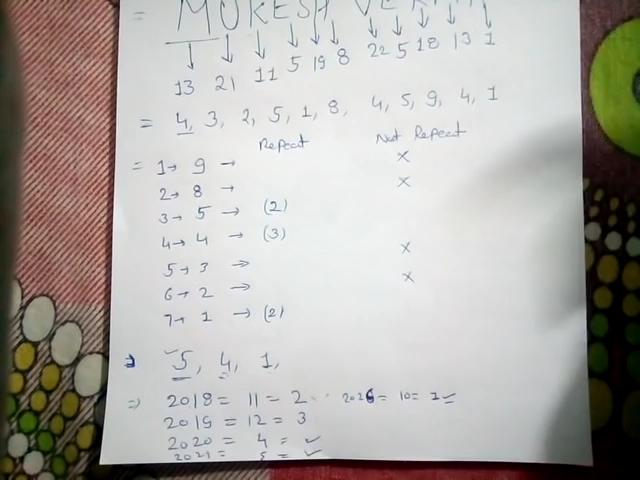 = MUKESH VERMA
13 21 11 5 19 8 22 5 18 13 1
= 4, 3, 2, 5, 1, 8, 4, 5, 9, 4, 1
Repeat Not Repeat
= 1→ 9 → ×
2→ 8 → ×
3→ 5 → (2)
4→ 4 → (3)
5→ 3 → ×
6→ 2 → ×
7→ 1 → (2)
→ ✓5, 4, 1,
⇒ 2018 = 11 = 2 2026 = 10 = 1 ✓
2019 = 12 = 3
2020 = 4 = ✓
2021 = 5 = ✓